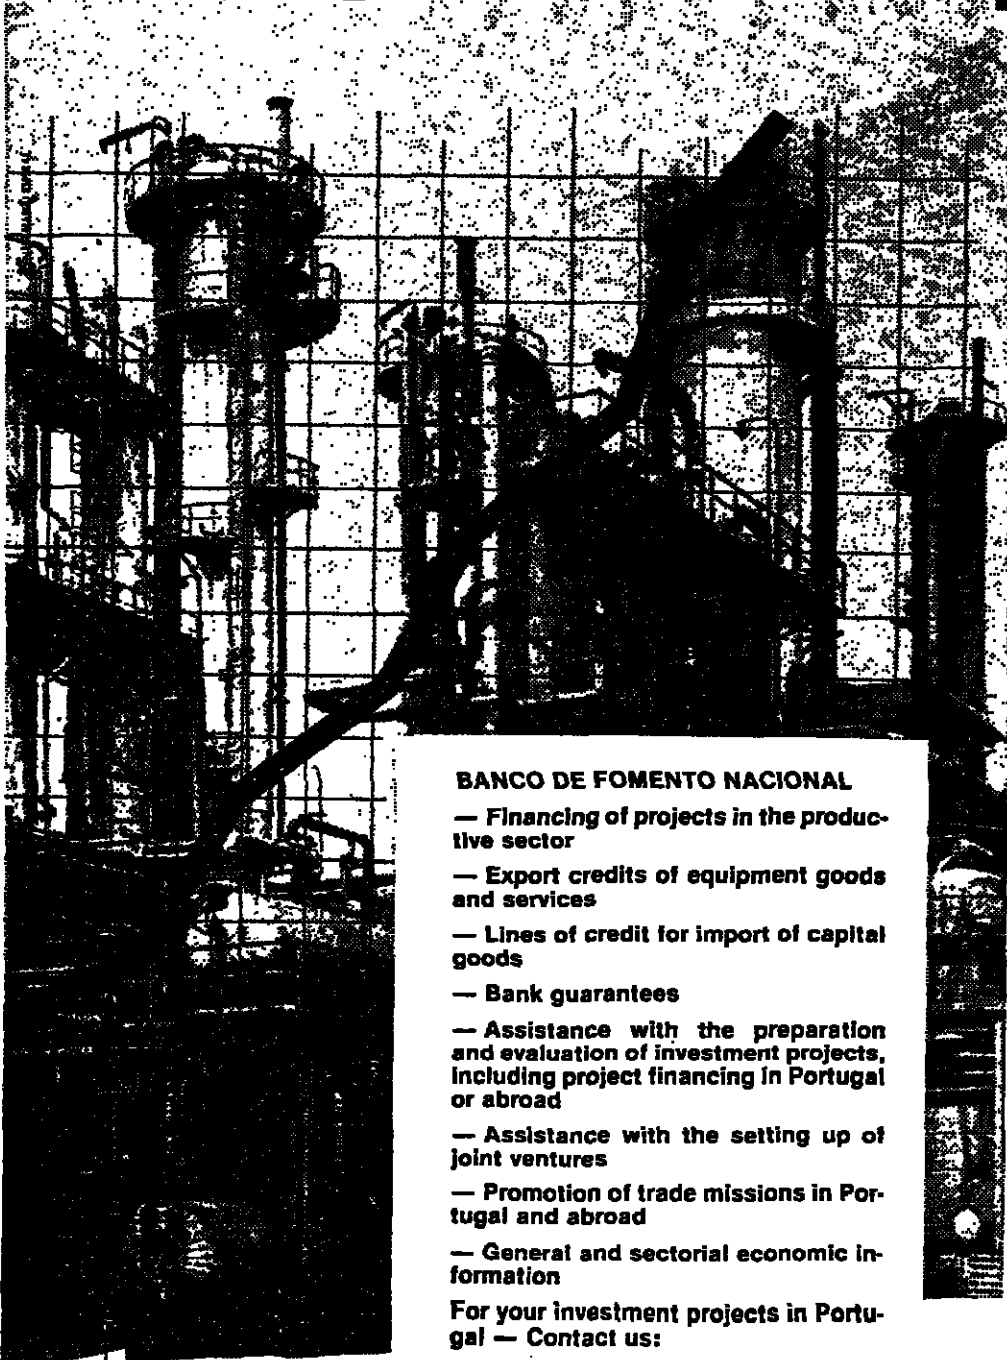 BANCO DE FOMENTO NACIONAL
— Financing of projects in the produc-
tive sector
— Export credits of equipment goods
and services
— Lines of credit for import of capital
goods
— Bank guarantees
— Assistance with the preparation
and evaluation of investment projects,
including project financing in Portugal
or abroad
— Assistance with the setting up of
joint ventures
— Promotion of trade missions in Por-
tugal and abroad
— General and sectorial economic in-
formation
For your investment projects in Portu-
gal — Contact us: